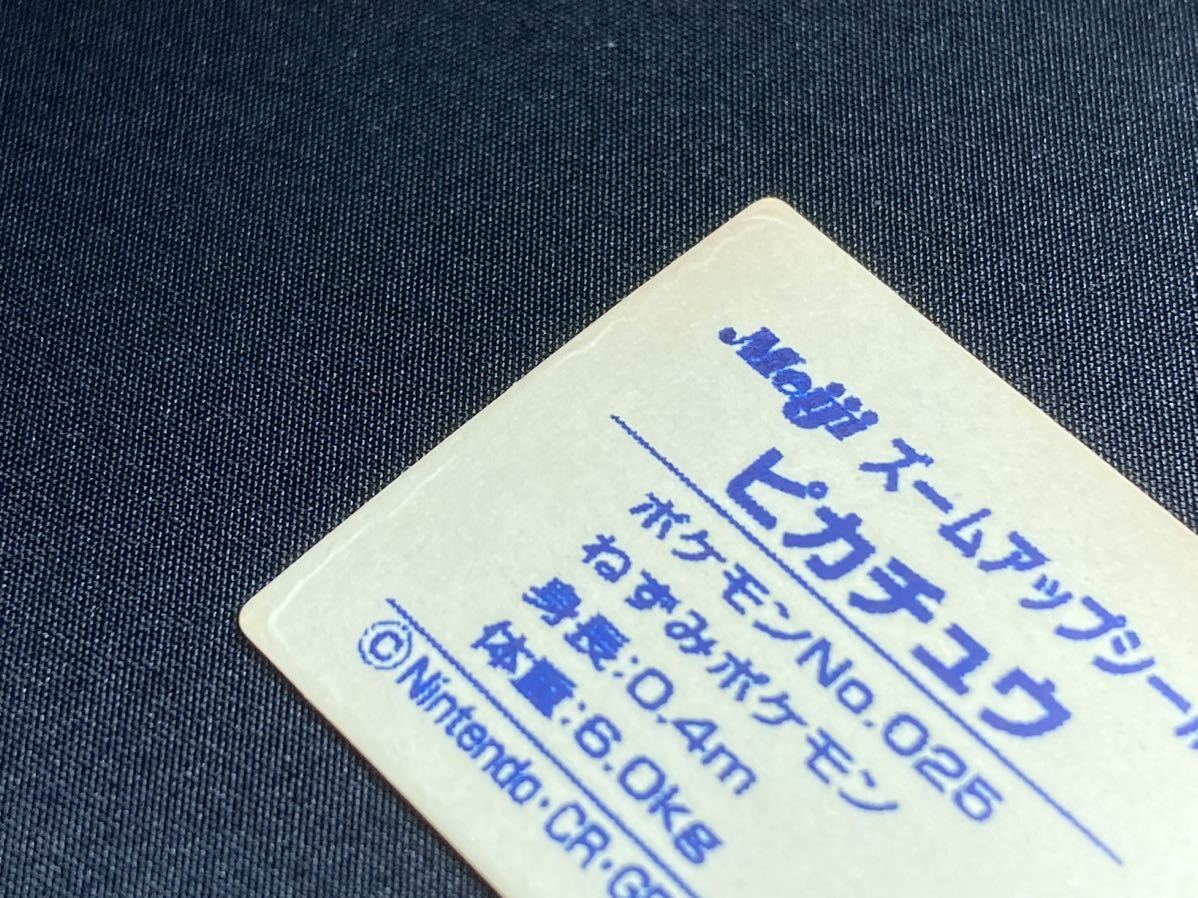 Meiji ズームアップシール
ピカチュウ
ポケモンNo.025
ねずみポケモン
身長:0.4m
体重:6.0kg
©Nintendo・CR・GF